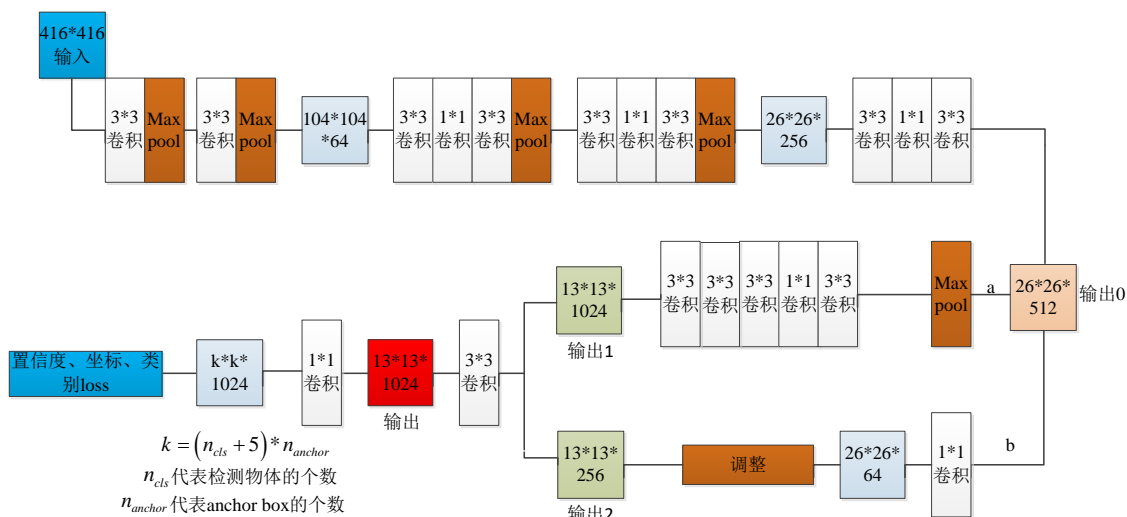 416*416
输入
3*3
卷积
Max
pool
3*3
卷积
Max
pool
104*104
*64
3*3
卷积
1*1
卷积
3*3
卷积
Max
pool
3*3
卷积
1*1
卷积
3*3
卷积
Max
pool
26*26*
256
3*3
卷积
1*1
卷积
3*3
卷积
26*26*
512
输出0
a
Max
pool
3*3
卷积
3*3
卷积
3*3
卷积
1*1
卷积
3*3
卷积
13*13*
1024
输出1
b
1*1
卷积
26*26*
64
调整
13*13*
256
输出2
3*3
卷积
13*13*
1024
输出
1*1
卷积
k*k*
1024
置信度、坐标、类
别loss
k = (n_cls + 5) * n_anchor
n_cls 代表检测物体的个数
n_anchor 代表anchor box的个数